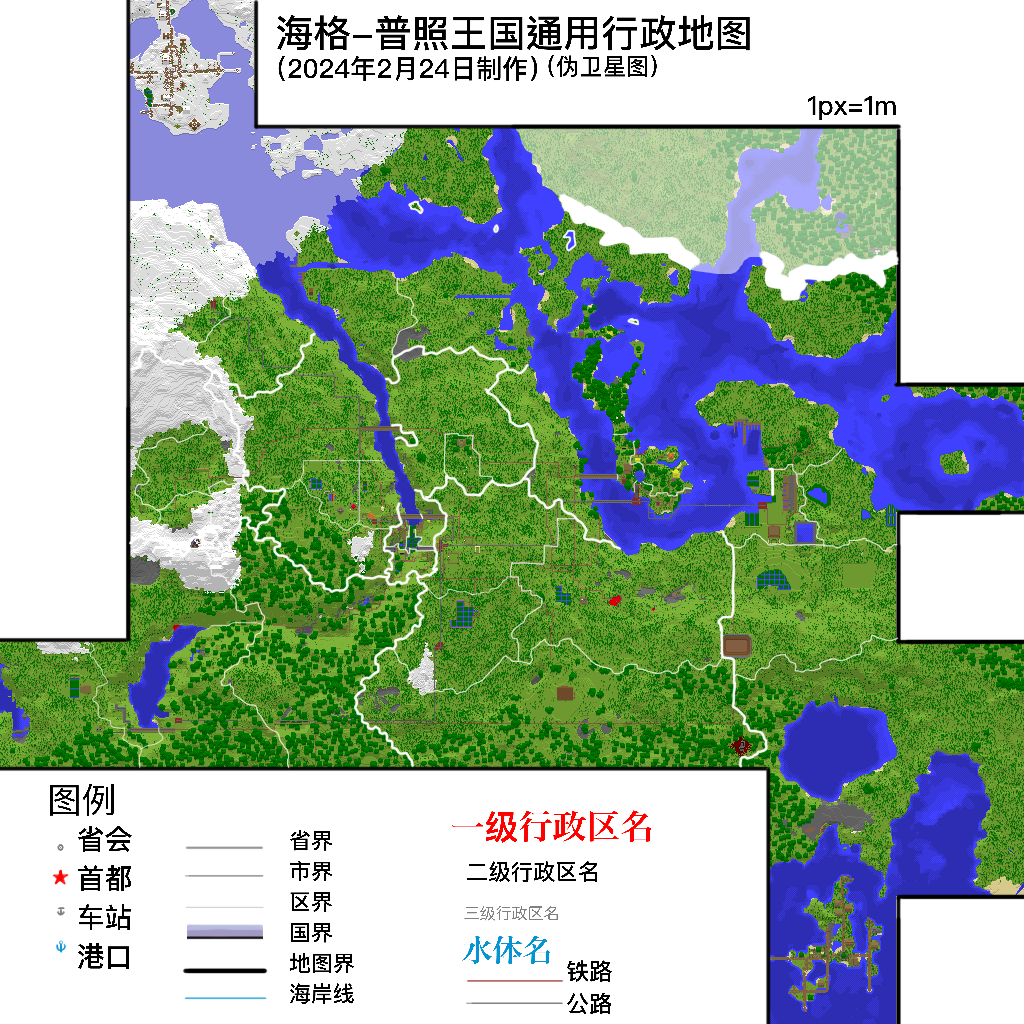 海格-普照王国通用行政地图
(2024年2月24日制作)(伪卫星图)
1px=1m
图例
省会
首都
车站
港口
省界
市界
区界
国界
地图界
海岸线
一级行政区名
二级行政区名
三级行政区名
水体名
铁路
公路